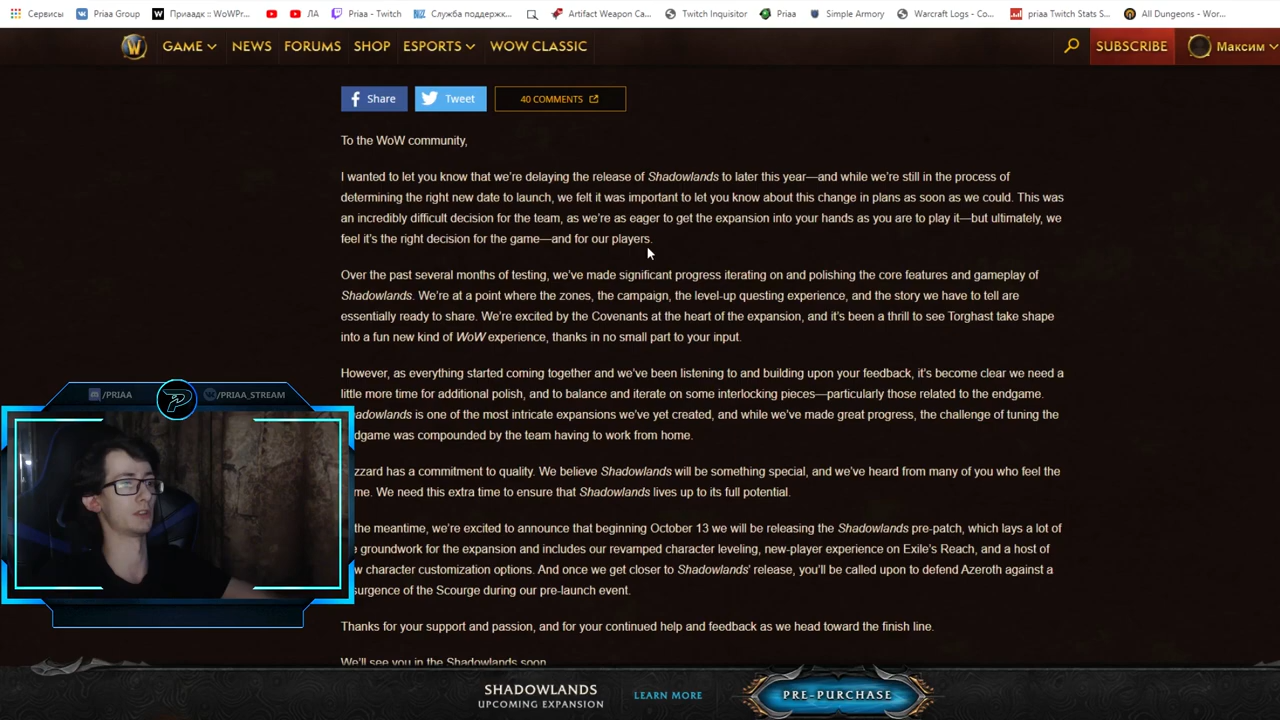 Сервисы Priaa Group Приаадк :: WoWPr... ЛА Priaa - Twitch Служба поддержк... Artifact Weapon Ca... Twitch Inquisitor Priaa Simple Armory Warcraft Logs - Co... priaa Twitch Stats S... All Dungeons - Wor...
GAME NEWS FORUMS SHOP ESPORTS WOW CLASSIC SUBSCRIBE Максим
Share Tweet 40 COMMENTS
To the WoW community,
I wanted to let you know that we're delaying the release of Shadowlands to later this year—and while we're still in the process of
determining the right new date to launch, we felt it was important to let you know about this change in plans as soon as we could. This was
an incredibly difficult decision for the team, as we're as eager to get the expansion into your hands as you are to play it—but ultimately, we
feel it's the right decision for the game—and for our players.
Over the past several months of testing, we've made significant progress iterating on and polishing the core features and gameplay of
Shadowlands. We're at a point where the zones, the campaign, the level-up questing experience, and the story we have to tell are
essentially ready to share. We're excited by the Covenants at the heart of the expansion, and it's been a thrill to see Torghast take shape
into a fun new kind of WoW experience, thanks in no small part to your input.
However, as everything started coming together and we've been listening to and building upon your feedback, it's become clear we need a
little more time for additional polish, and to balance and iterate on some interlocking pieces—particularly those related to the endgame.
hadowlands is one of the most intricate expansions we've yet created, and while we've made great progress, the challenge of tuning the
dgame was compounded by the team having to work from home.
zzard has a commitment to quality. We believe Shadowlands will be something special, and we've heard from many of you who feel the
me. We need this extra time to ensure that Shadowlands lives up to its full potential.
the meantime, we're excited to announce that beginning October 13 we will be releasing the Shadowlands pre-patch, which lays a lot of
e groundwork for the expansion and includes our revamped character leveling, new-player experience on Exile's Reach, and a host of
w character customization options. And once we get closer to Shadowlands' release, you'll be called upon to defend Azeroth against a
surgence of the Scourge during our pre-launch event.
Thanks for your support and passion, and for your continued help and feedback as we head toward the finish line.
We'll see you in the Shadowlands soon
/PRIAA /PRIAA_STREAM
SHADOWLANDS
UPCOMING EXPANSION
LEARN MORE
PRE-PURCHASE